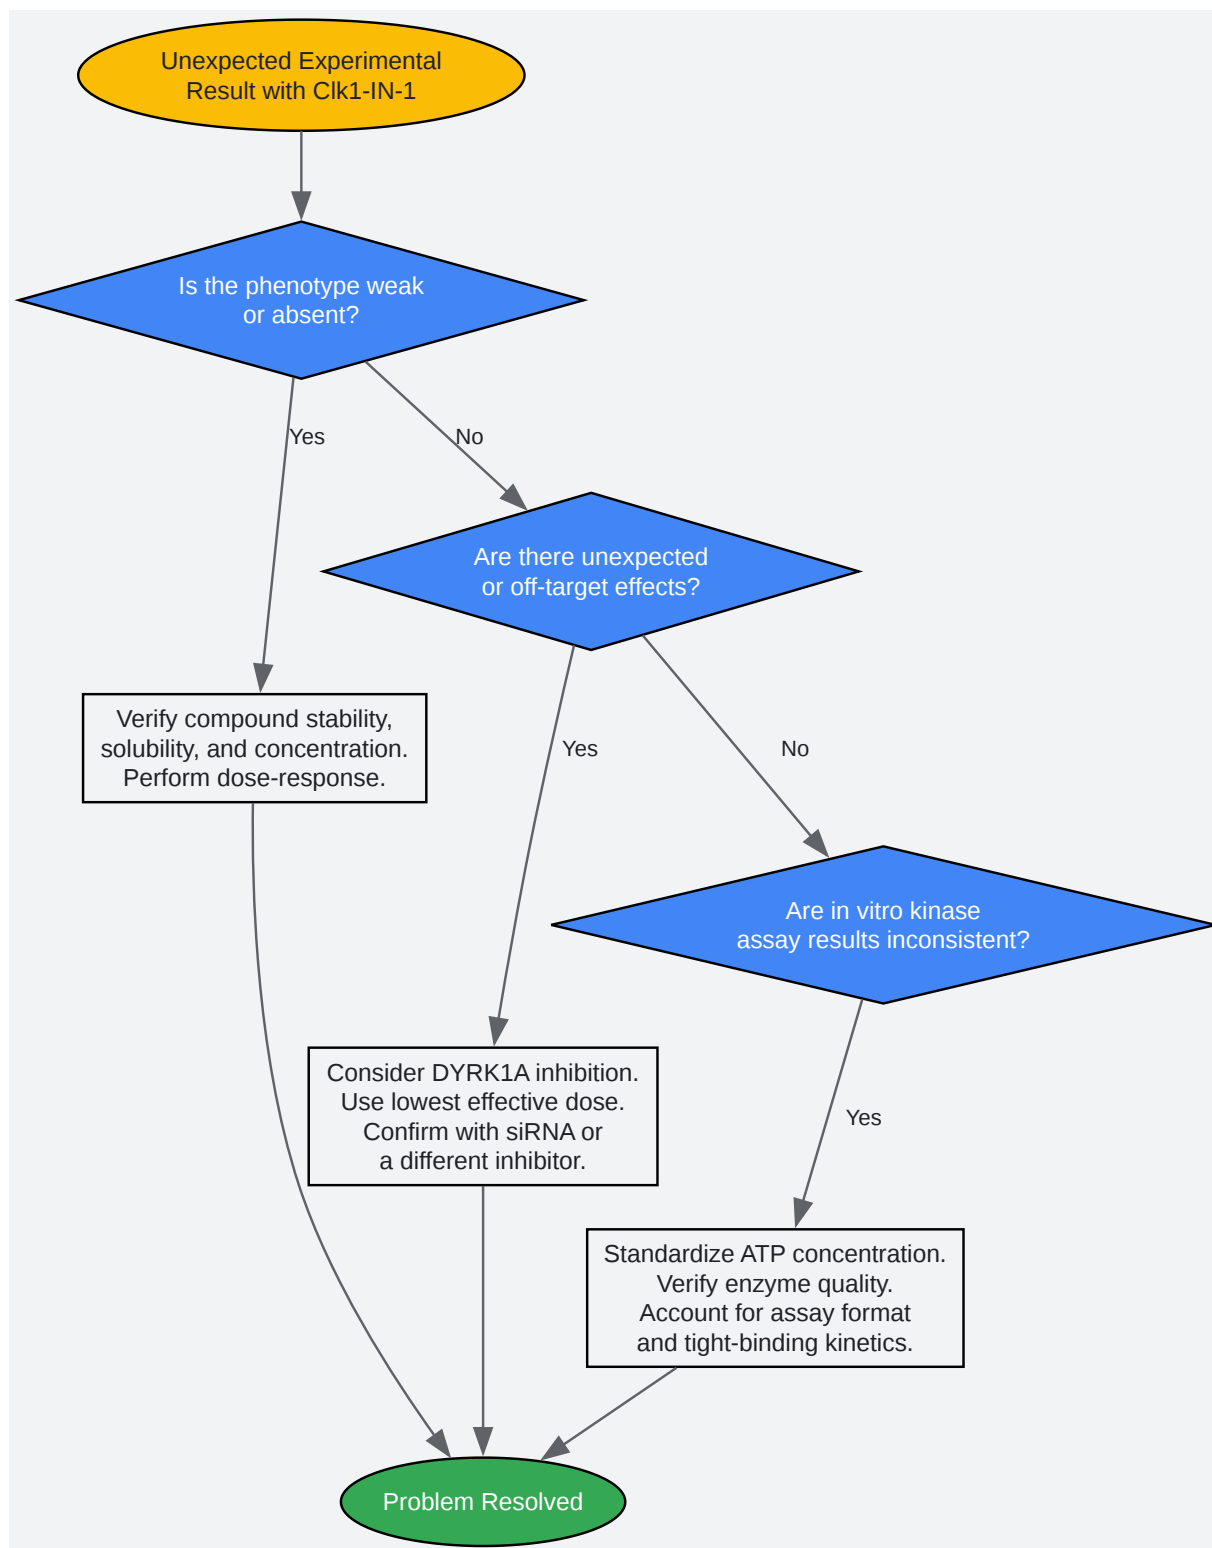 Unexpected Experimental
Result with Clk1-IN-1
Is the phenotype weak
or absent?
Yes
No
Are there unexpected
or off-target effects?
Verify compound stability,
solubility, and concentration.
Perform dose-response.
Yes
No
Are in vitro kinase
assay results inconsistent?
Consider DYRK1A inhibition.
Use lowest effective dose.
Confirm with siRNA or
a different inhibitor.
Yes
Standardize ATP concentration.
Verify enzyme quality.
Account for assay format
and tight-binding kinetics.
Problem Resolved